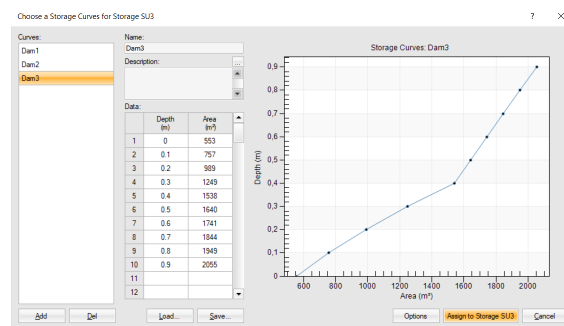 Choose a Storage Curves for Storage SU3 ? ×
Curves:
Dam1
Dam2
Dam3
Name:
Dam3
Description: ...
Data:
Depth (m) Area (m²)
1 0 553
2 0.1 757
3 0.2 989
4 0.3 1249
5 0.4 1538
6 0.5 1640
7 0.6 1741
8 0.7 1844
9 0.8 1949
10 0.9 2055
11
12
Storage Curves: Dam3
Depth (m)
0,9
0,8
0,7
0,6
0,5
0,4
0,3
0,2
0,1
0
600 800 1000 1200 1400 1600 1800 2000
Area (m²)
Add Del Load... Save... Options Assign to Storage SU3 Cancel